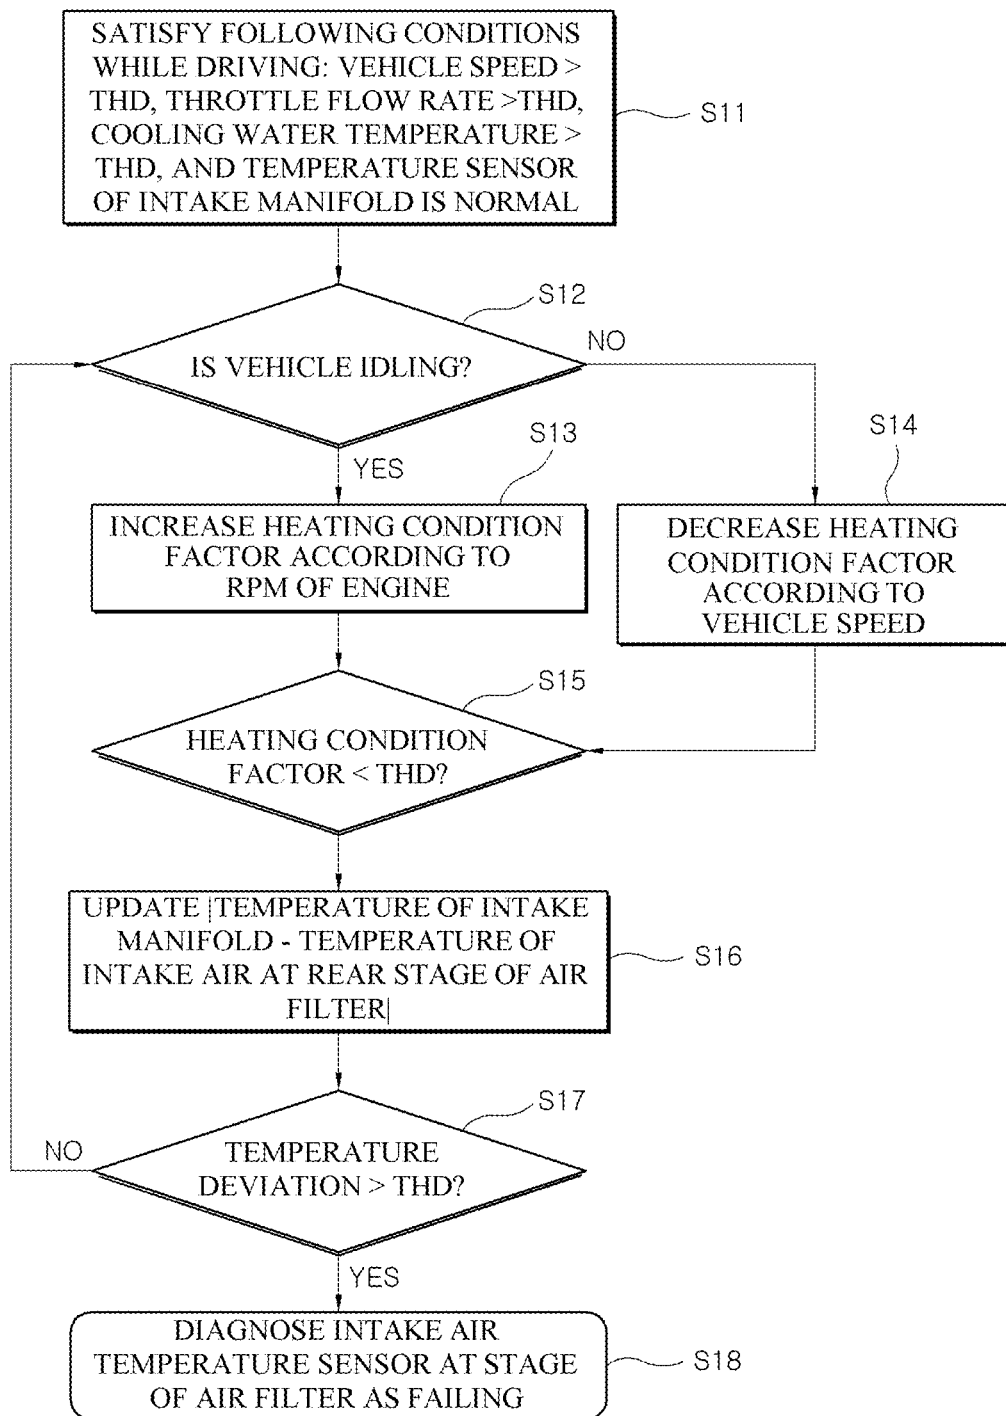 SATISFY FOLLOWING CONDITIONS
WHILE DRIVING: VEHICLE SPEED >
THD, THROTTLE FLOW RATE >THD,
COOLING WATER TEMPERATURE >
THD, AND TEMPERATURE SENSOR
OF INTAKE MANIFOLD IS NORMAL
S11
S12
IS VEHICLE IDLING?
NO
YES
S13
INCREASE HEATING CONDITION
FACTOR ACCORDING TO
RPM OF ENGINE
S14
DECREASE HEATING
CONDITION FACTOR
ACCORDING TO
VEHICLE SPEED
S15
HEATING CONDITION
FACTOR < THD?
UPDATE |TEMPERATURE OF INTAKE
MANIFOLD - TEMPERATURE OF
INTAKE AIR AT REAR STAGE OF AIR
FILTER|
S16
S17
NO
TEMPERATURE
DEVIATION > THD?
YES
DIAGNOSE INTAKE AIR
TEMPERATURE SENSOR AT STAGE
OF AIR FILTER AS FAILING
S18